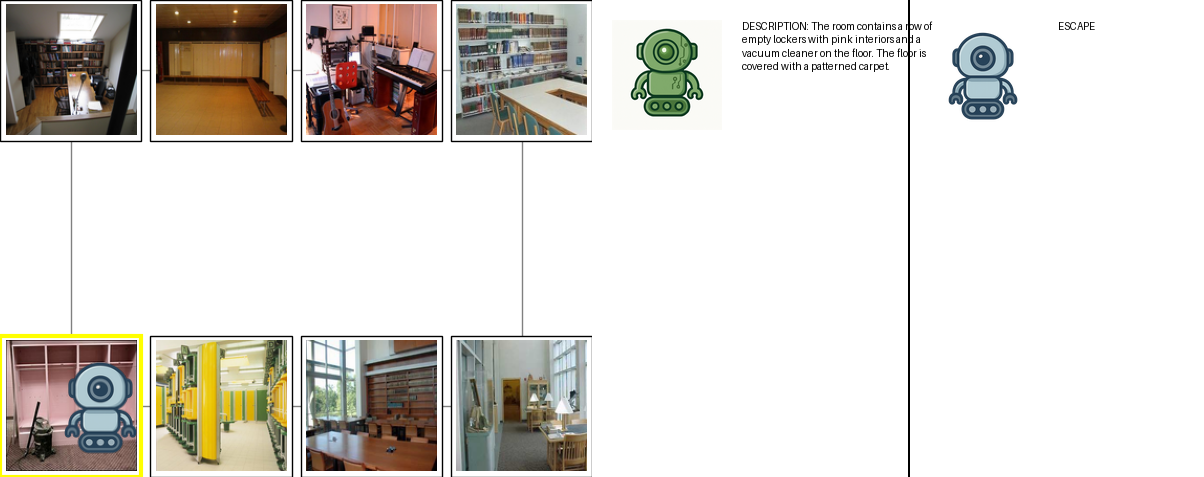 DESCRIPTION: The room contains a row of
empty lockers with pink interiors and a
vacuum cleaner on the floor. The floor is
covered with a patterned carpet.
ESCAPE